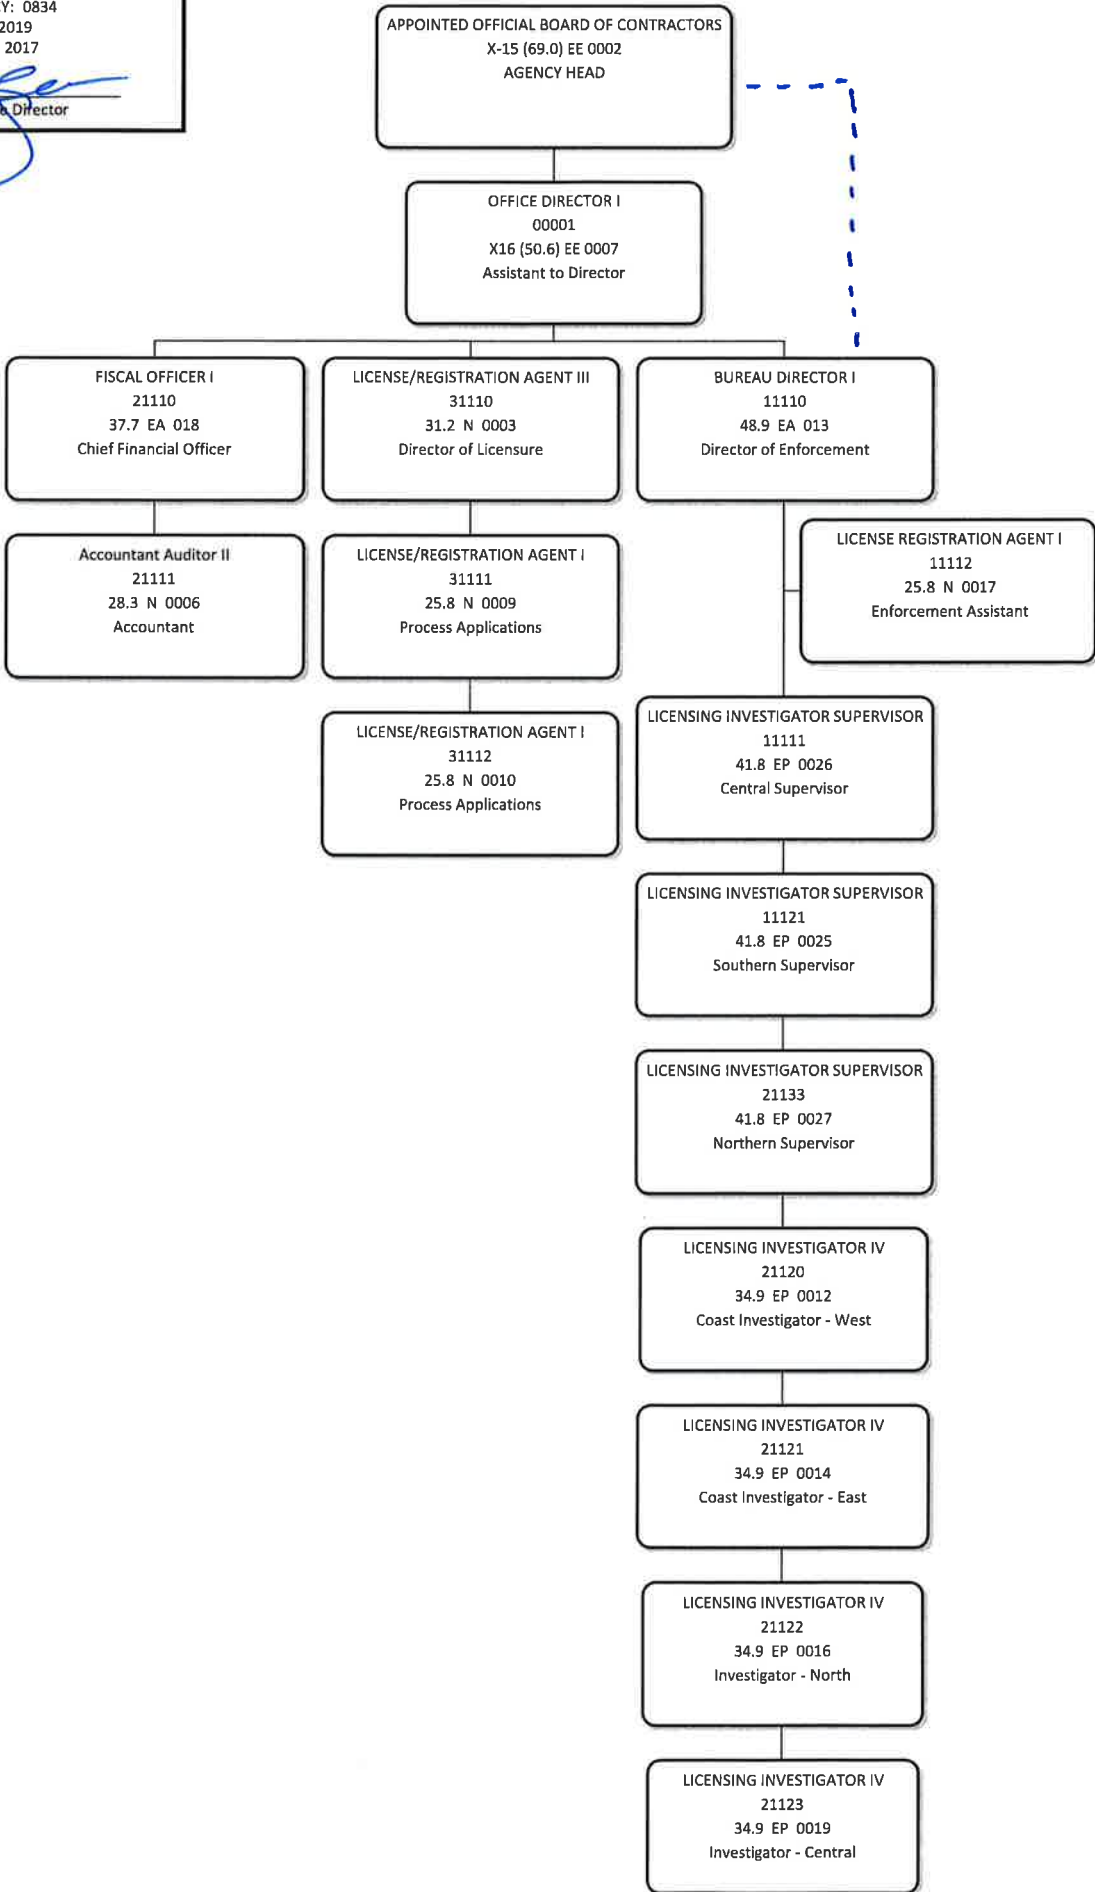 Y: 0834
2019
2017
Director
APPOINTED OFFICIAL BOARD OF CONTRACTORS
X-15 (69.0) EE 0002
AGENCY HEAD
OFFICE DIRECTOR I
00001
X16 (50.6) EE 0007
Assistant to Director
FISCAL OFFICER I
21110
37.7 EA 018
Chief Financial Officer
LICENSE/REGISTRATION AGENT III
31110
31.2 N 0003
Director of Licensure
BUREAU DIRECTOR I
11110
48.9 EA 013
Director of Enforcement
Accountant Auditor II
21111
28.3 N 0006
Accountant
LICENSE/REGISTRATION AGENT I
31111
25.8 N 0009
Process Applications
LICENSE REGISTRATION AGENT I
11112
25.8 N 0017
Enforcement Assistant
LICENSE/REGISTRATION AGENT I
31112
25.8 N 0010
Process Applications
LICENSING INVESTIGATOR SUPERVISOR
11111
41.8 EP 0026
Central Supervisor
LICENSING INVESTIGATOR SUPERVISOR
11121
41.8 EP 0025
Southern Supervisor
LICENSING INVESTIGATOR SUPERVISOR
21133
41.8 EP 0027
Northern Supervisor
LICENSING INVESTIGATOR IV
21120
34.9 EP 0012
Coast Investigator - West
LICENSING INVESTIGATOR IV
21121
34.9 EP 0014
Coast Investigator - East
LICENSING INVESTIGATOR IV
21122
34.9 EP 0016
Investigator - North
LICENSING INVESTIGATOR IV
21123
34.9 EP 0019
Investigator - Central